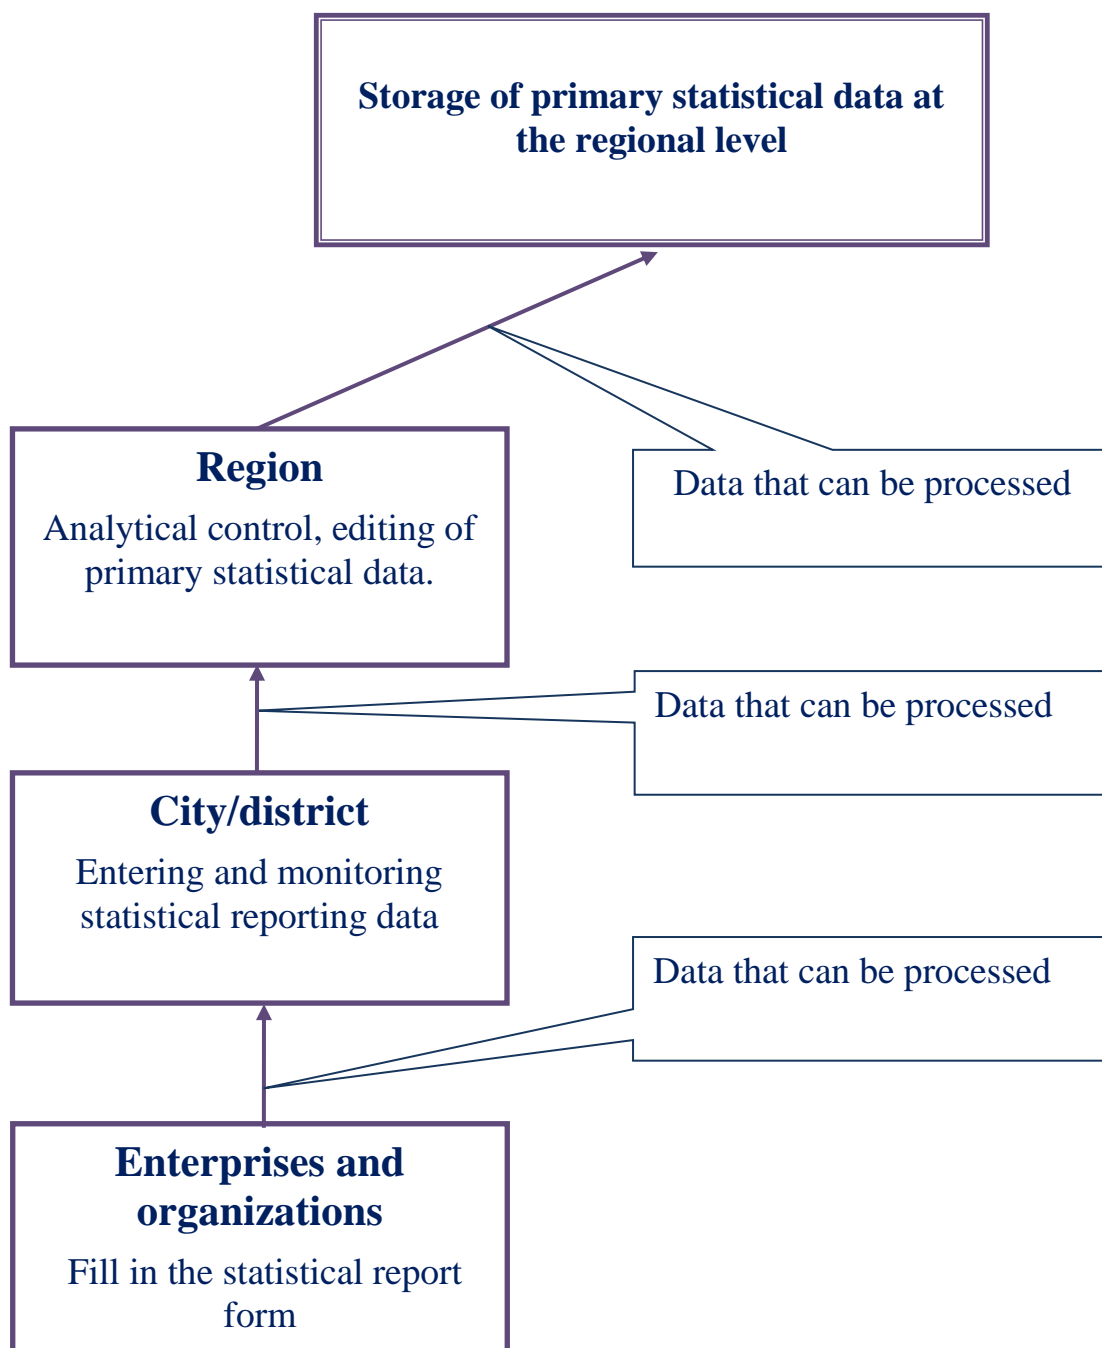 Storage of primary statistical data at
the regional level
Region
Analytical control, editing of
primary statistical data.
Data that can be processed
Data that can be processed
City/district
Entering and monitoring
statistical reporting data
Data that can be processed
Enterprises and
organizations
Fill in the statistical report
form